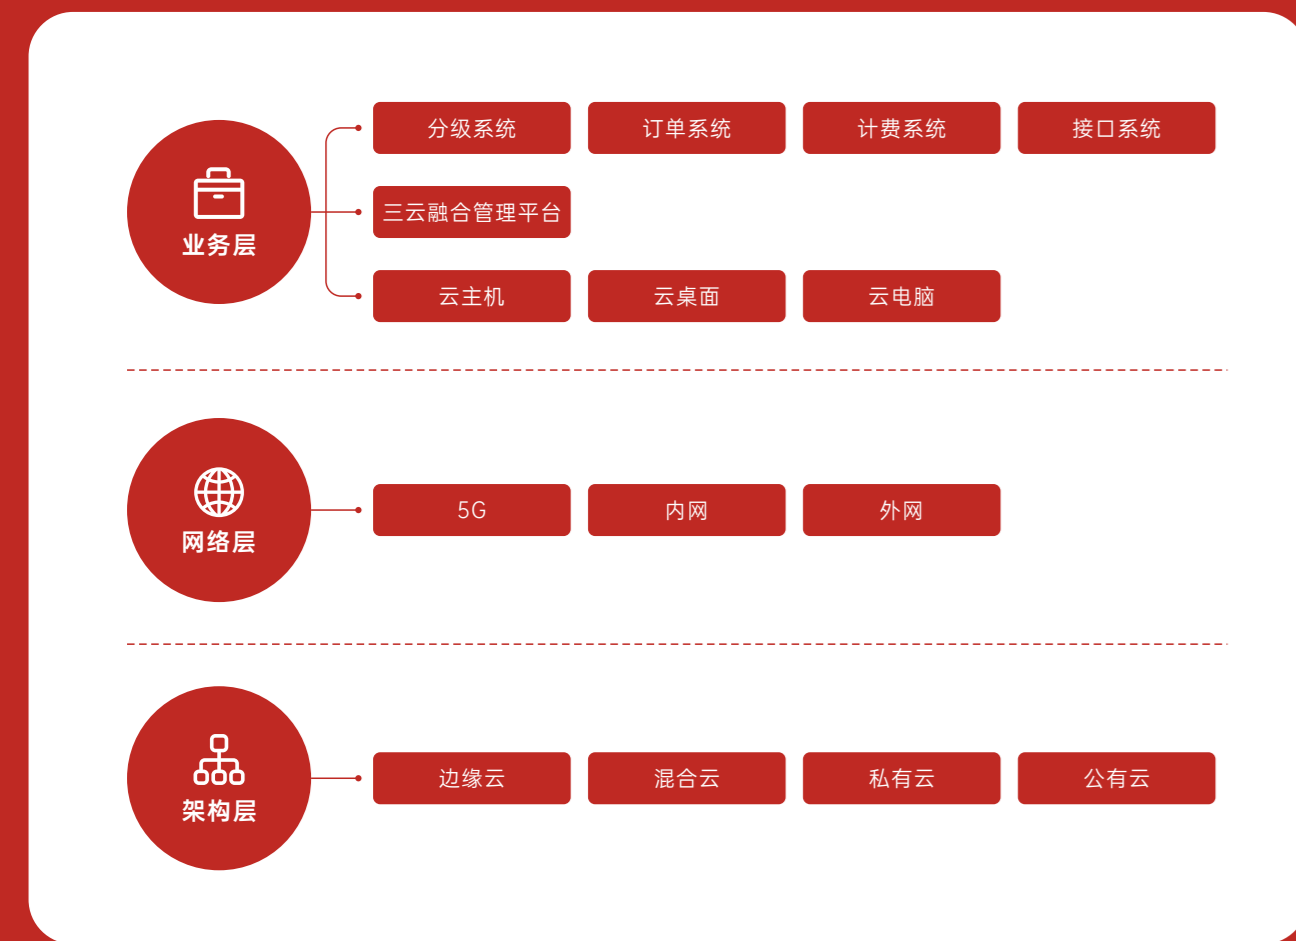 业务层
分级系统
订单系统
计费系统
接口系统
三云融合管理平台
云主机
云桌面
云电脑
网络层
5G
内网
外网
架构层
边缘云
混合云
私有云
公有云